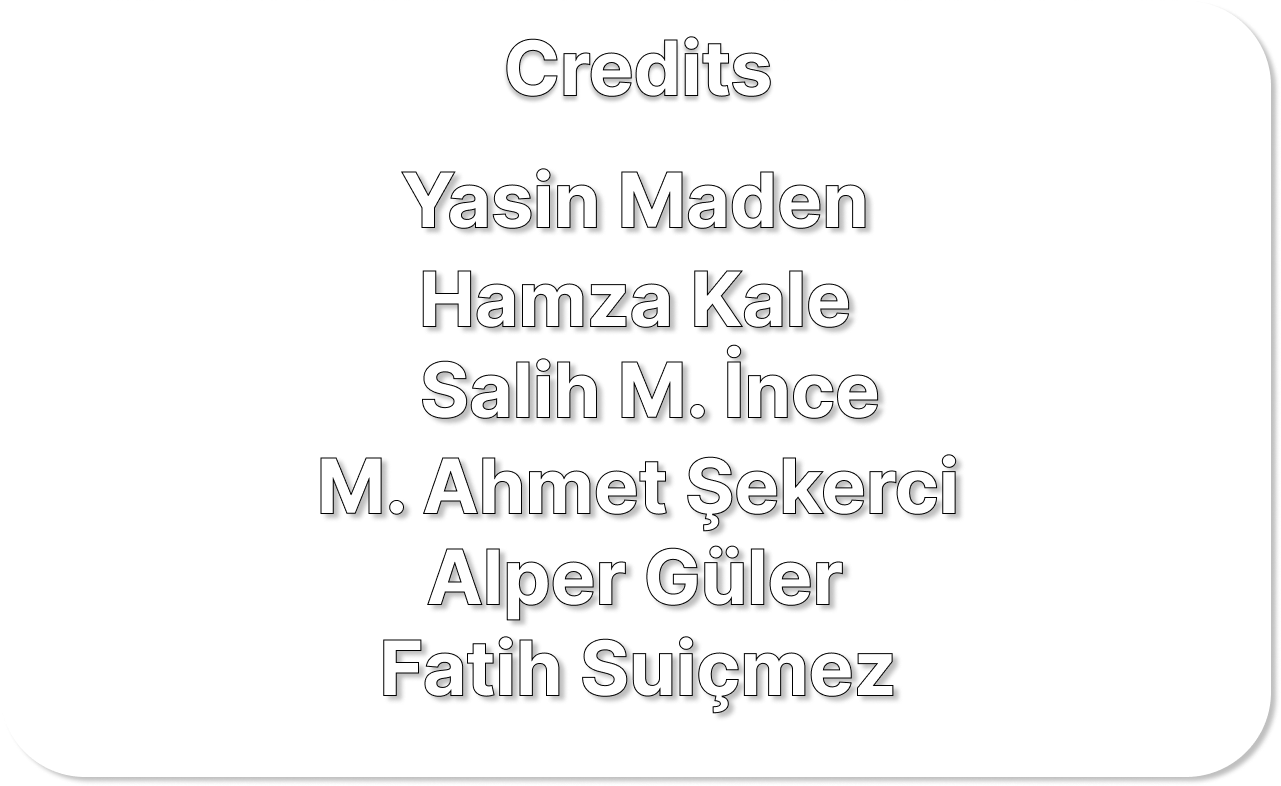 Credits
Yasin Maden
Hamza Kale
Salih M. İnce
M. Ahmet Şekerci
Alper Güler
Fatih Suiçmez